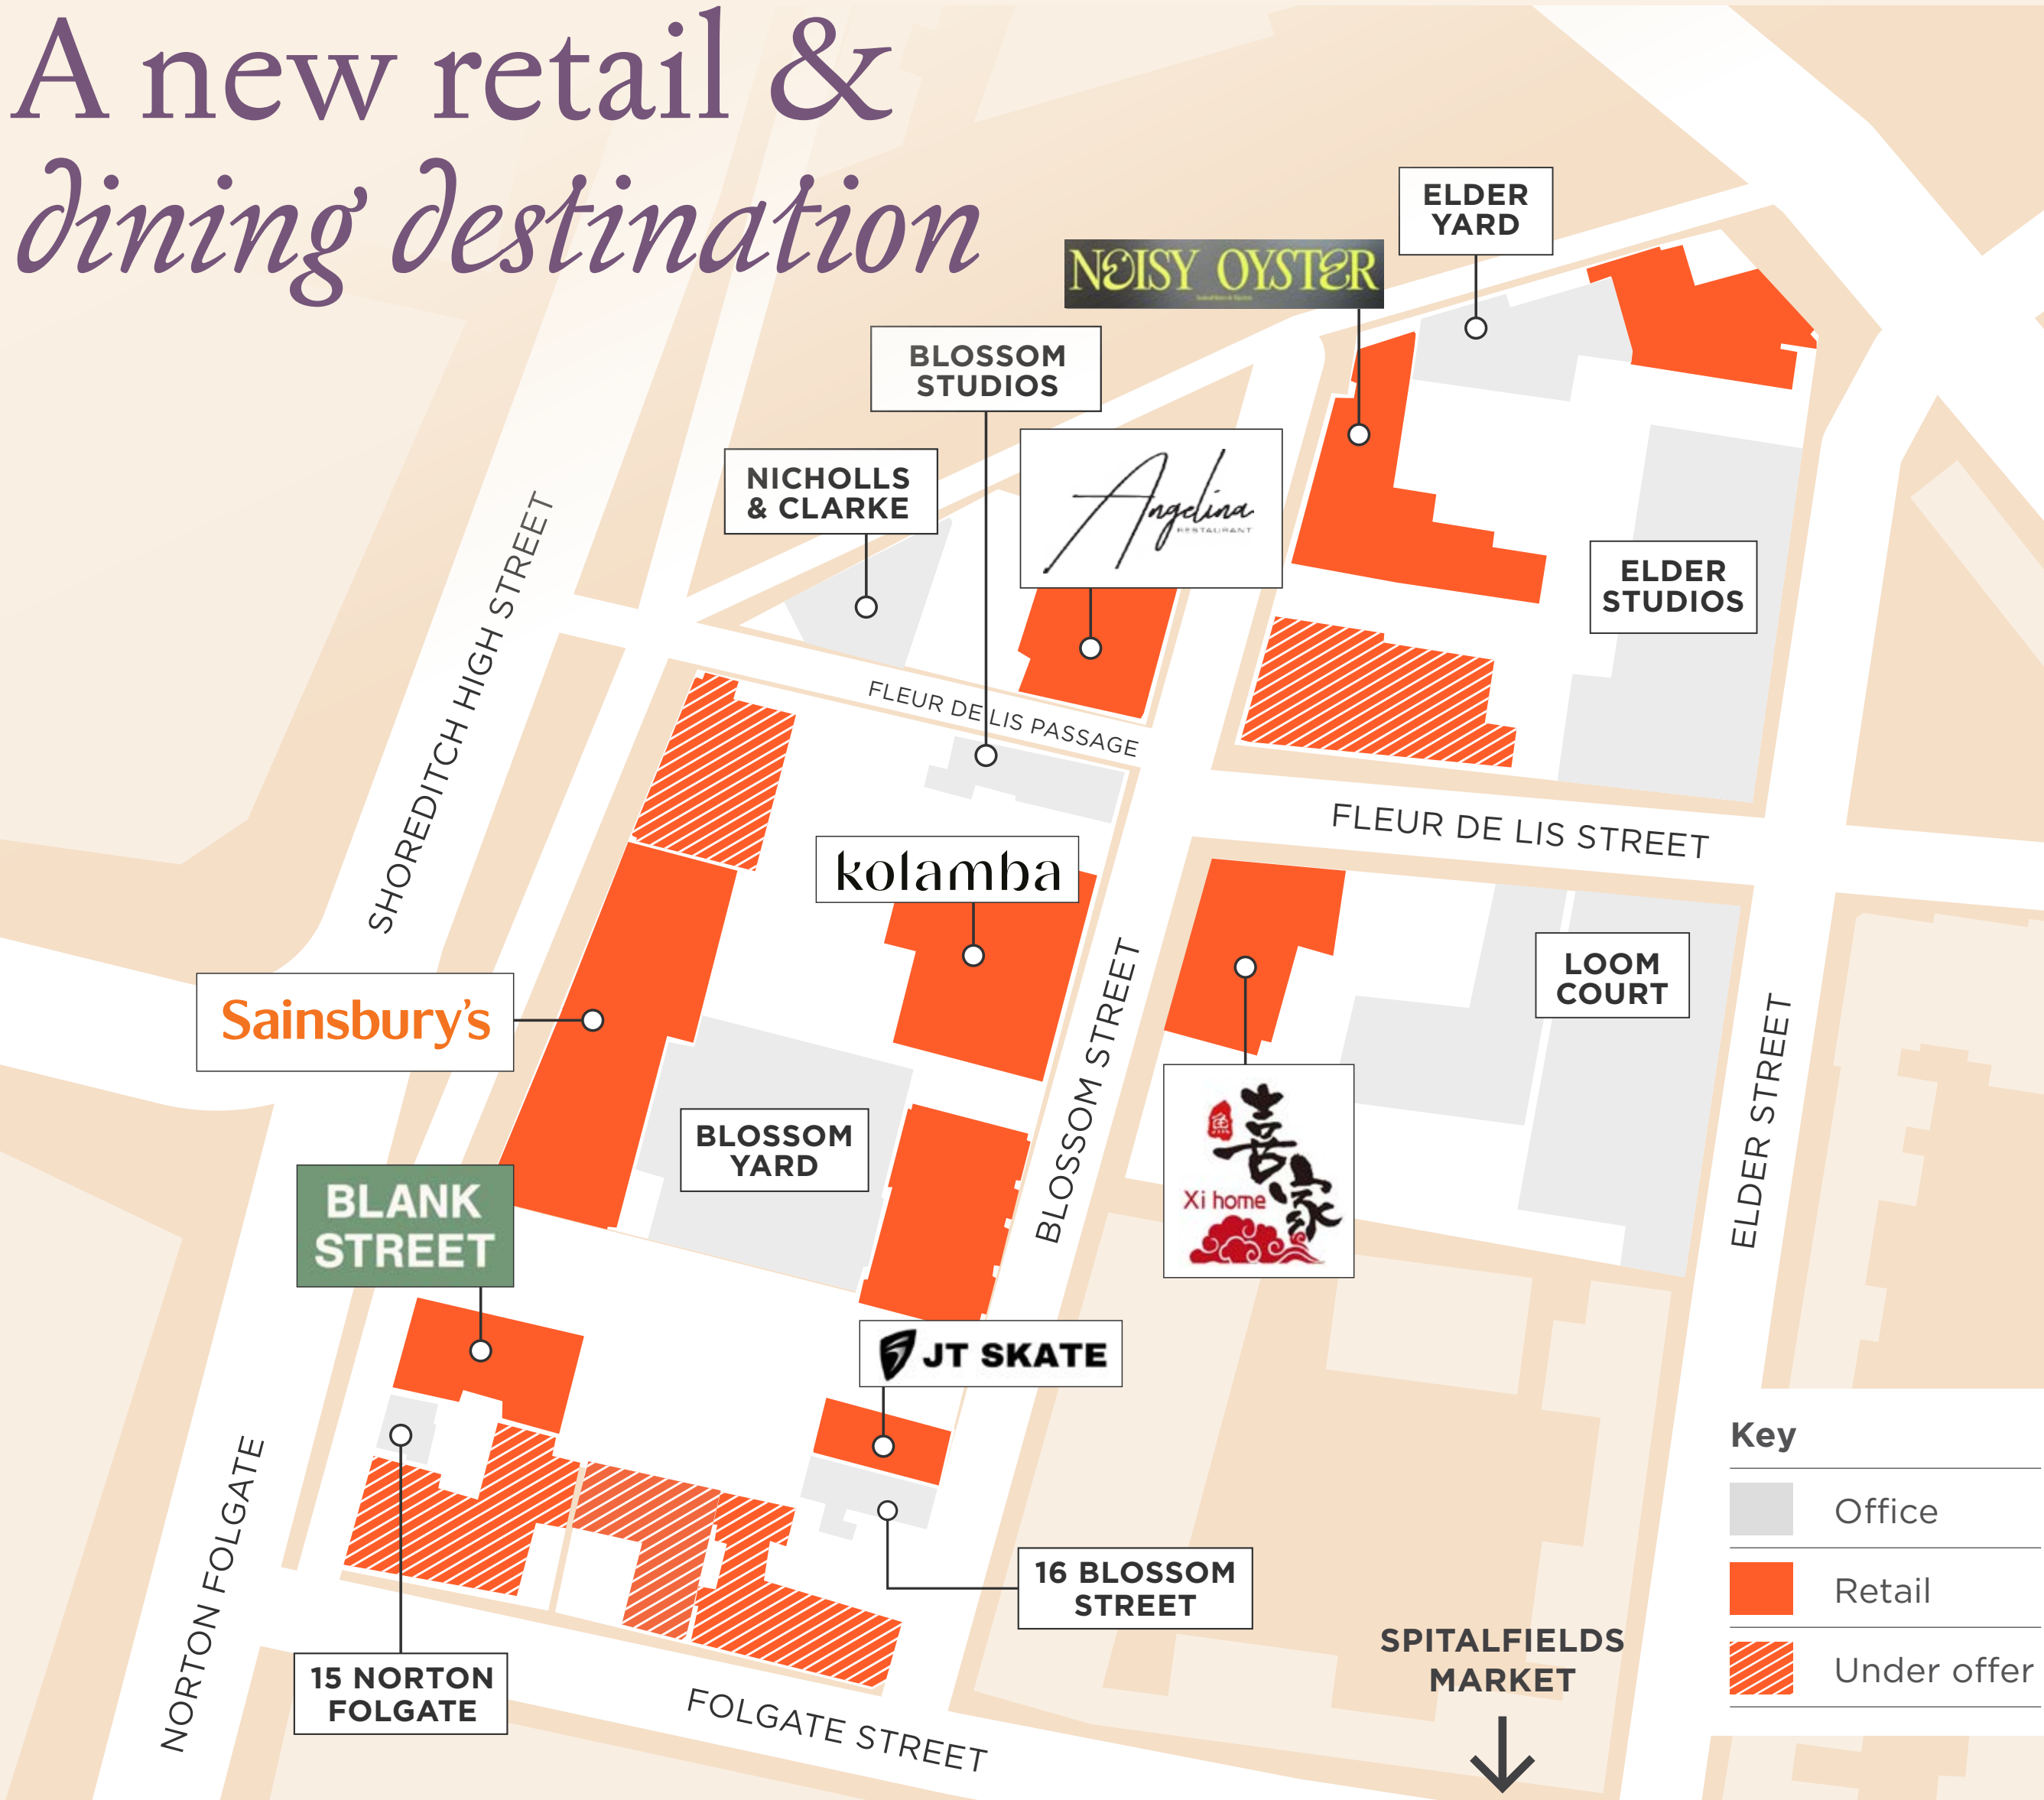 A new retail &
dining destination
ELDER
YARD
NOISY OYSTER
BLOSSOM
STUDIOS
NICHOLLS
& CLARKE
Angelina
RESTAURANT
SHOREDITCH HIGH STREET
ELDER
STUDIOS
FLEUR DE LIS PASSAGE
FLEUR DE LIS STREET
kolamba
Sainsbury's
LOOM
COURT
BLOSSOM STREET
ELDER STREET
BLOSSOM
YARD
喜家
Xi home
BLANK
STREET
JT SKATE
NORTON FOLGATE
16 BLOSSOM
STREET
15 NORTON
FOLGATE
FOLGATE STREET
SPITALFIELDS
MARKET
Key
Office
Retail
Under offer